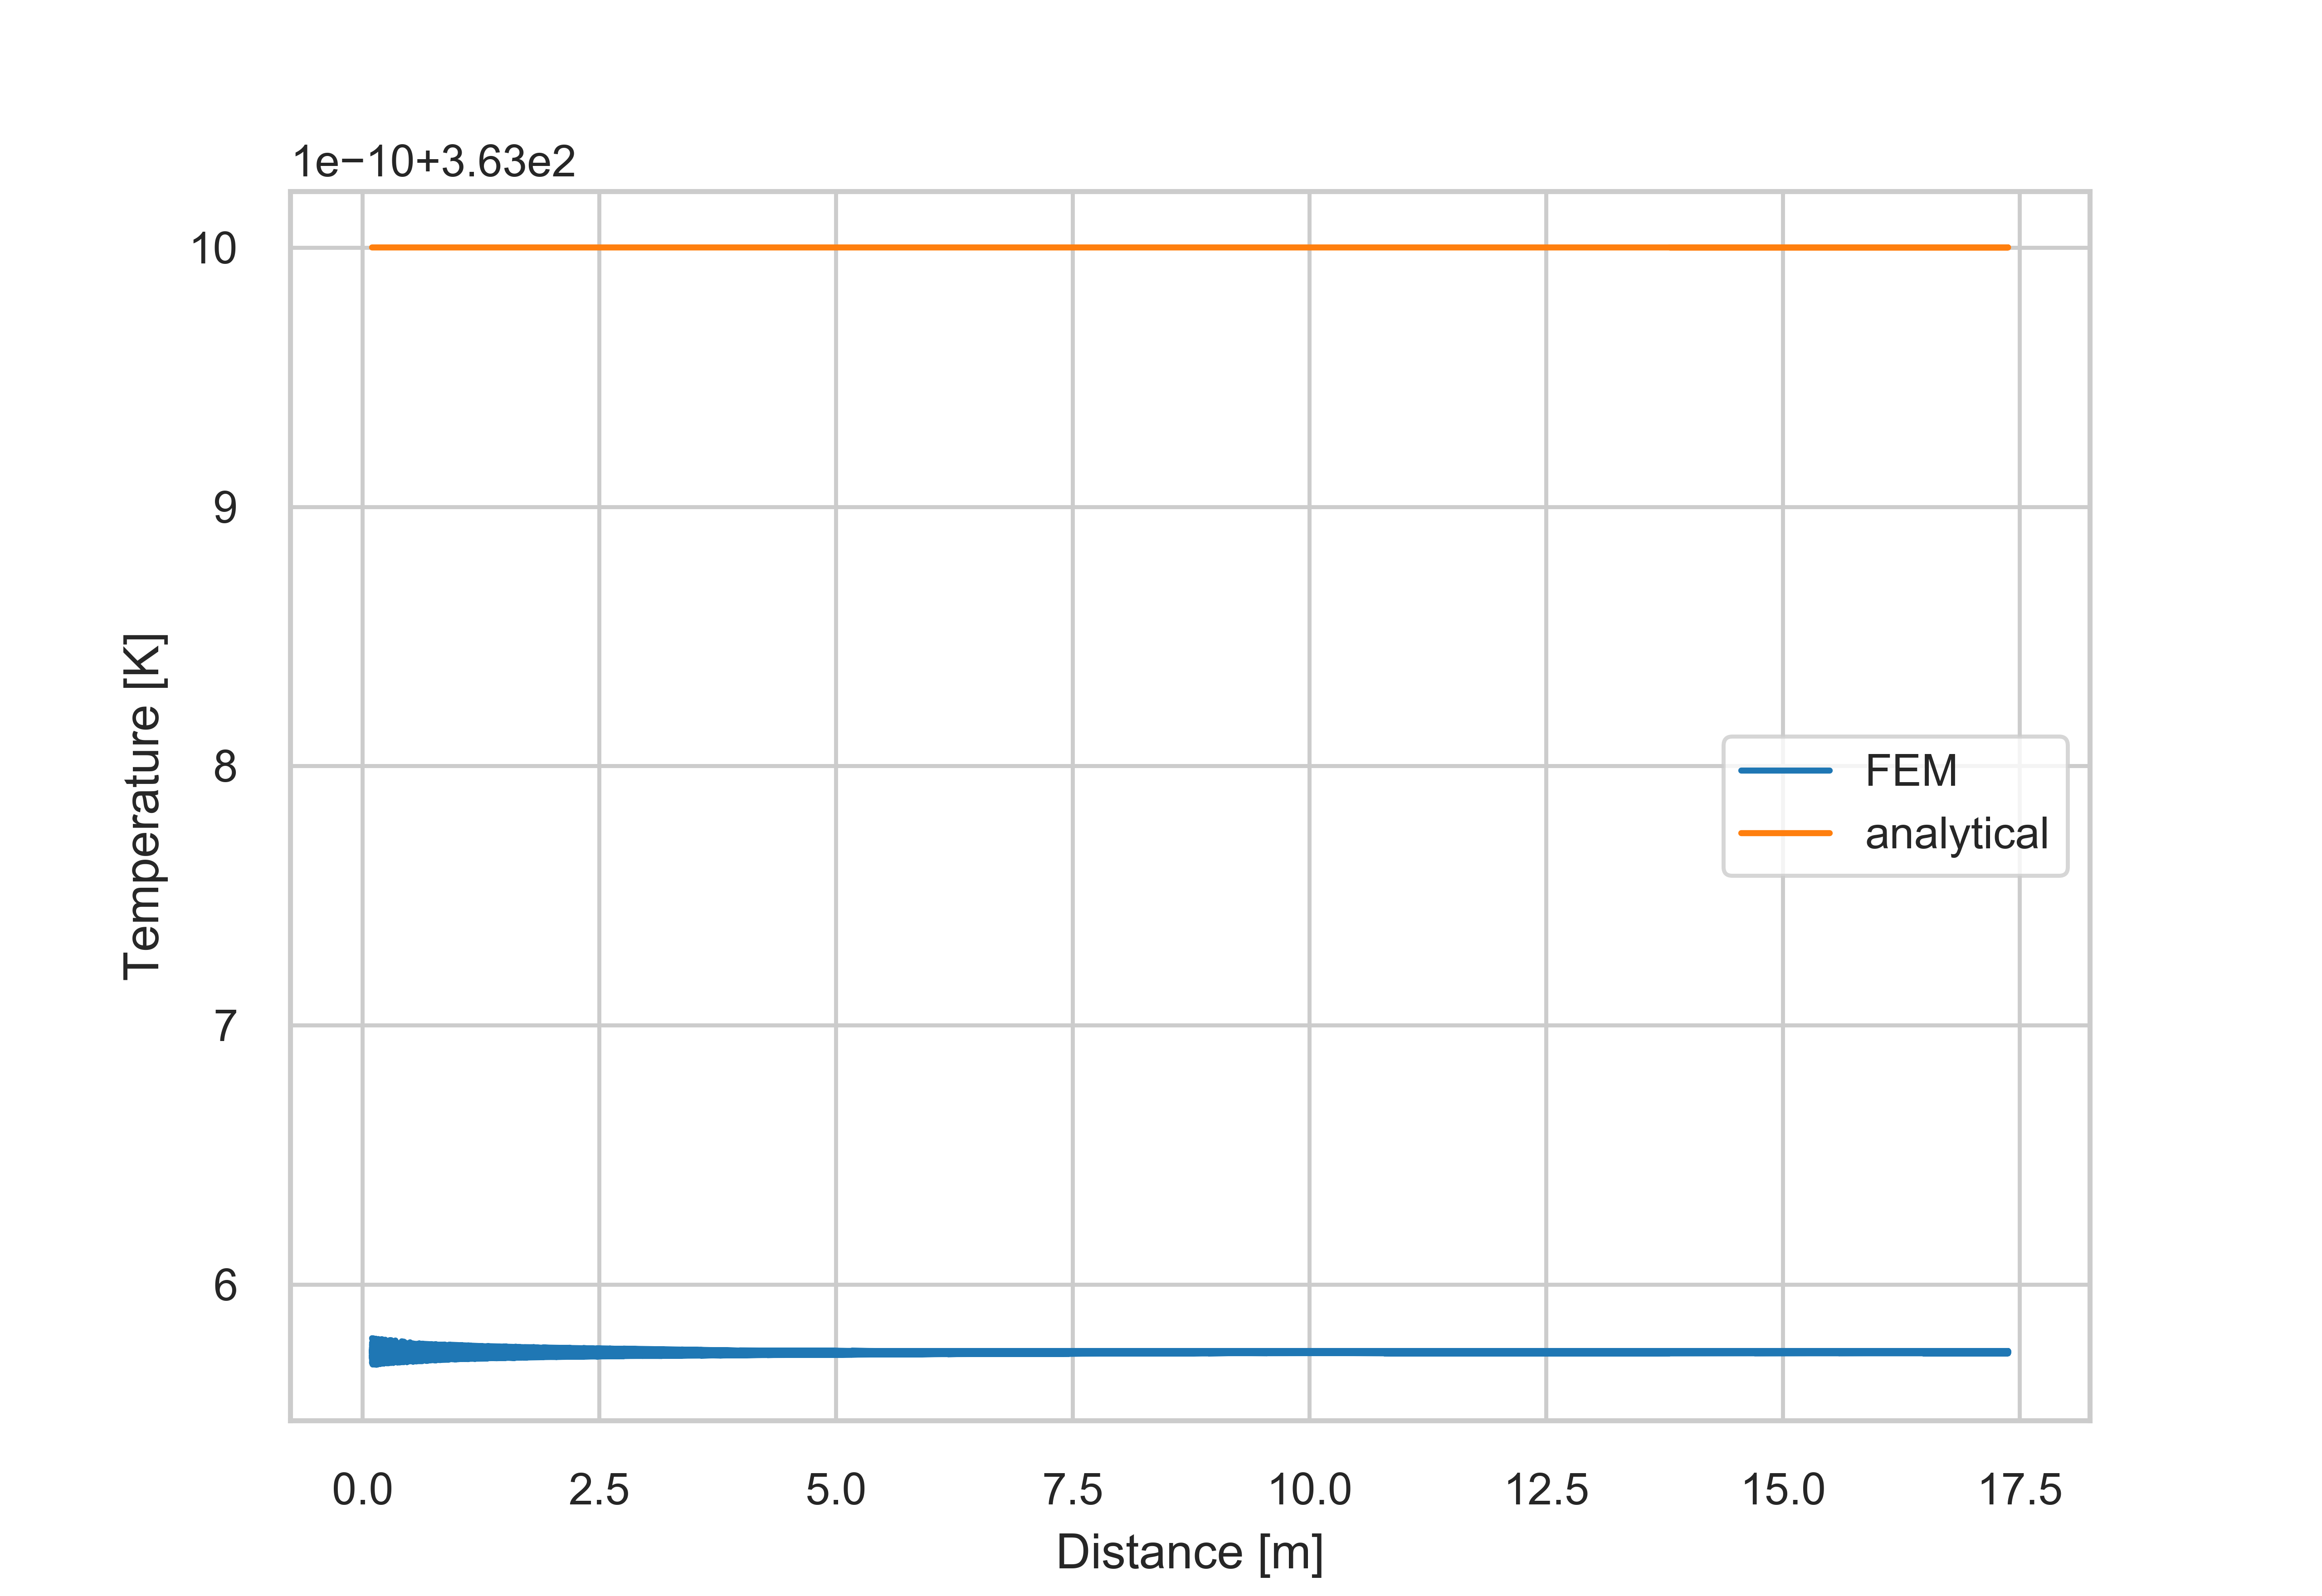 1e−10+3.63e2
10
9
8
7
6
Temperature [K]
FEM
analytical
0.0 2.5 5.0 7.5 10.0 12.5 15.0 17.5
Distance [m]